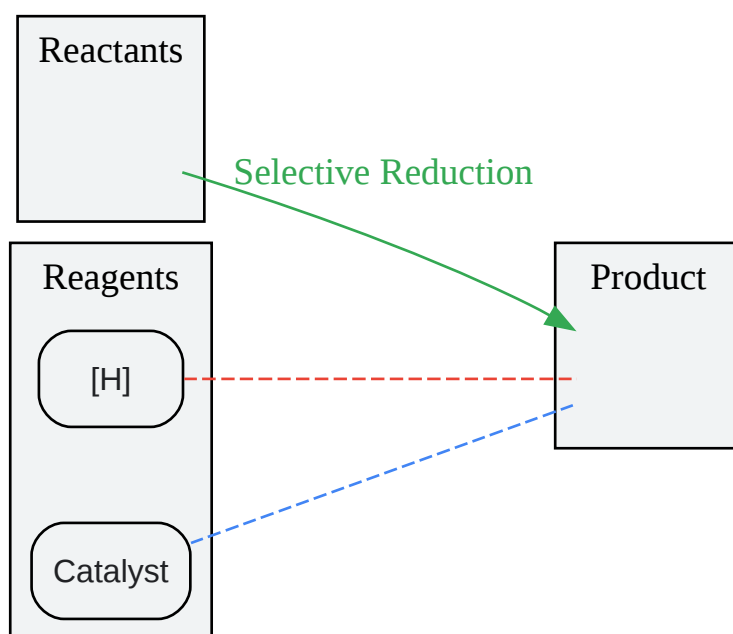 Reactants
Selective Reduction
Reagents
Product
[H]
Catalyst